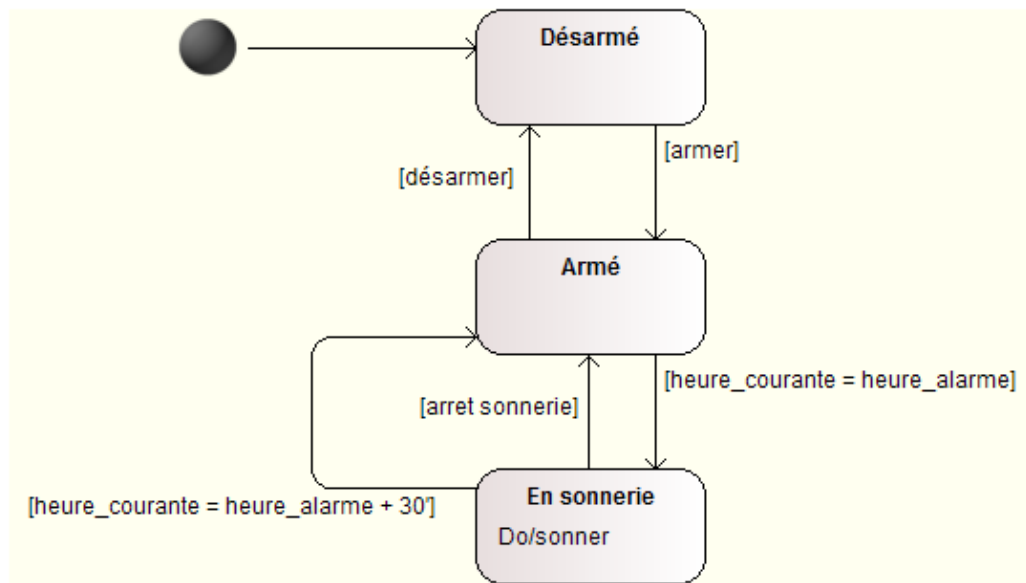 Désarmé
[armer]
[désarmer]
Armé
[heure_courante = heure_alarme]
[arret sonnerie]
[heure_courante = heure_alarme + 30']
En sonnerie
Do/sonner